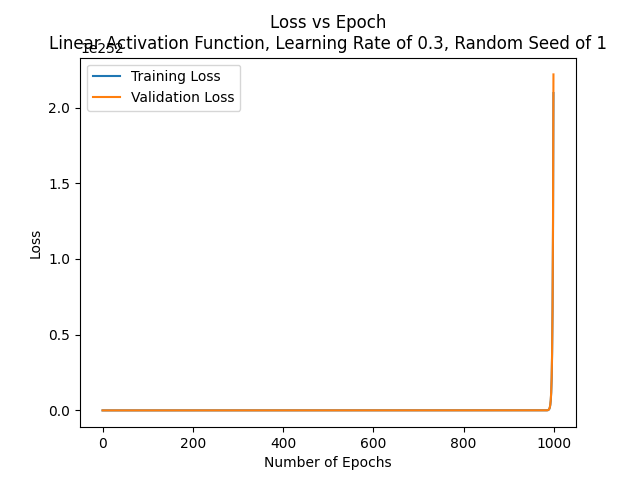 Loss vs Epoch
Linear Activation Function, Learning Rate of 0.3, Random Seed of 1
1e252
Training Loss
Validation Loss
2.0
1.5
1.0
0.5
0.0
Loss
0 200 400 600 800 1000
Number of Epochs